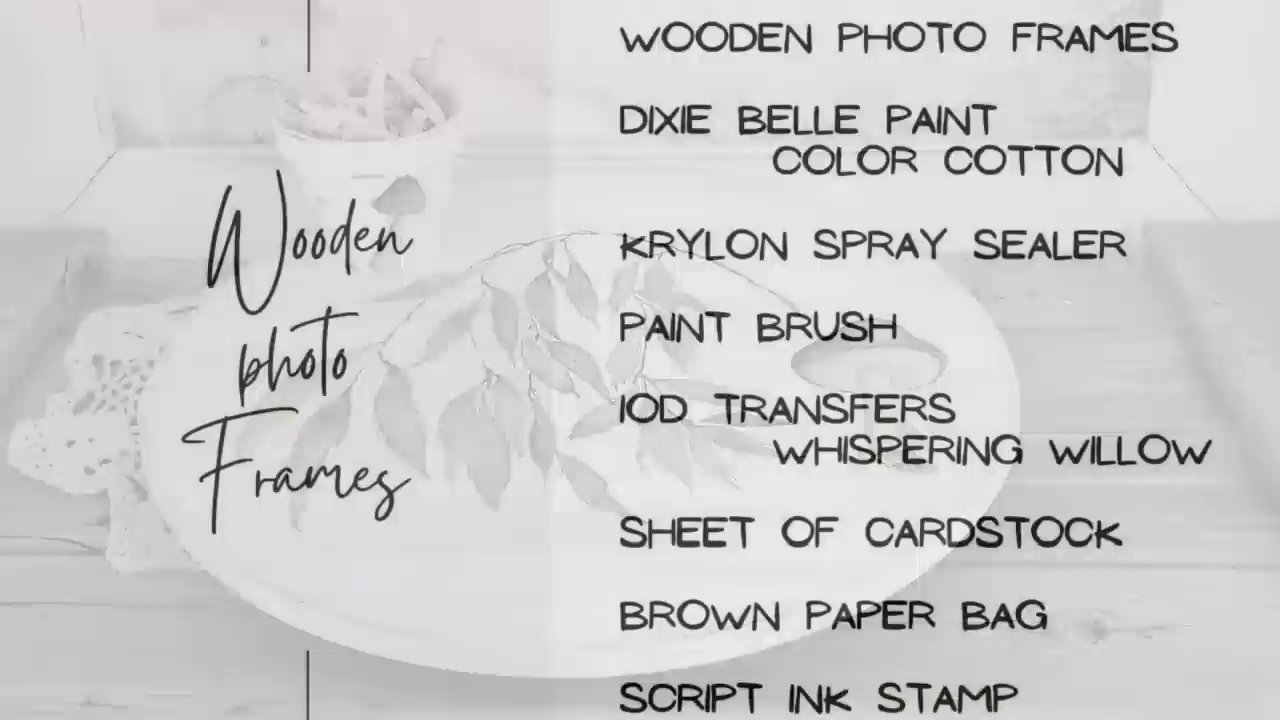 Wooden
photo
Frames
WOODEN PHOTO FRAMES
DIXIE BELLE PAINT
COLOR COTTON
KRYLON SPRAY SEALER
PAINT BRUSH
IOD TRANSFERS
WHISPERING WILLOW
SHEET OF CARDSTOCK
BROWN PAPER BAG
SCRIPT INK STAMP